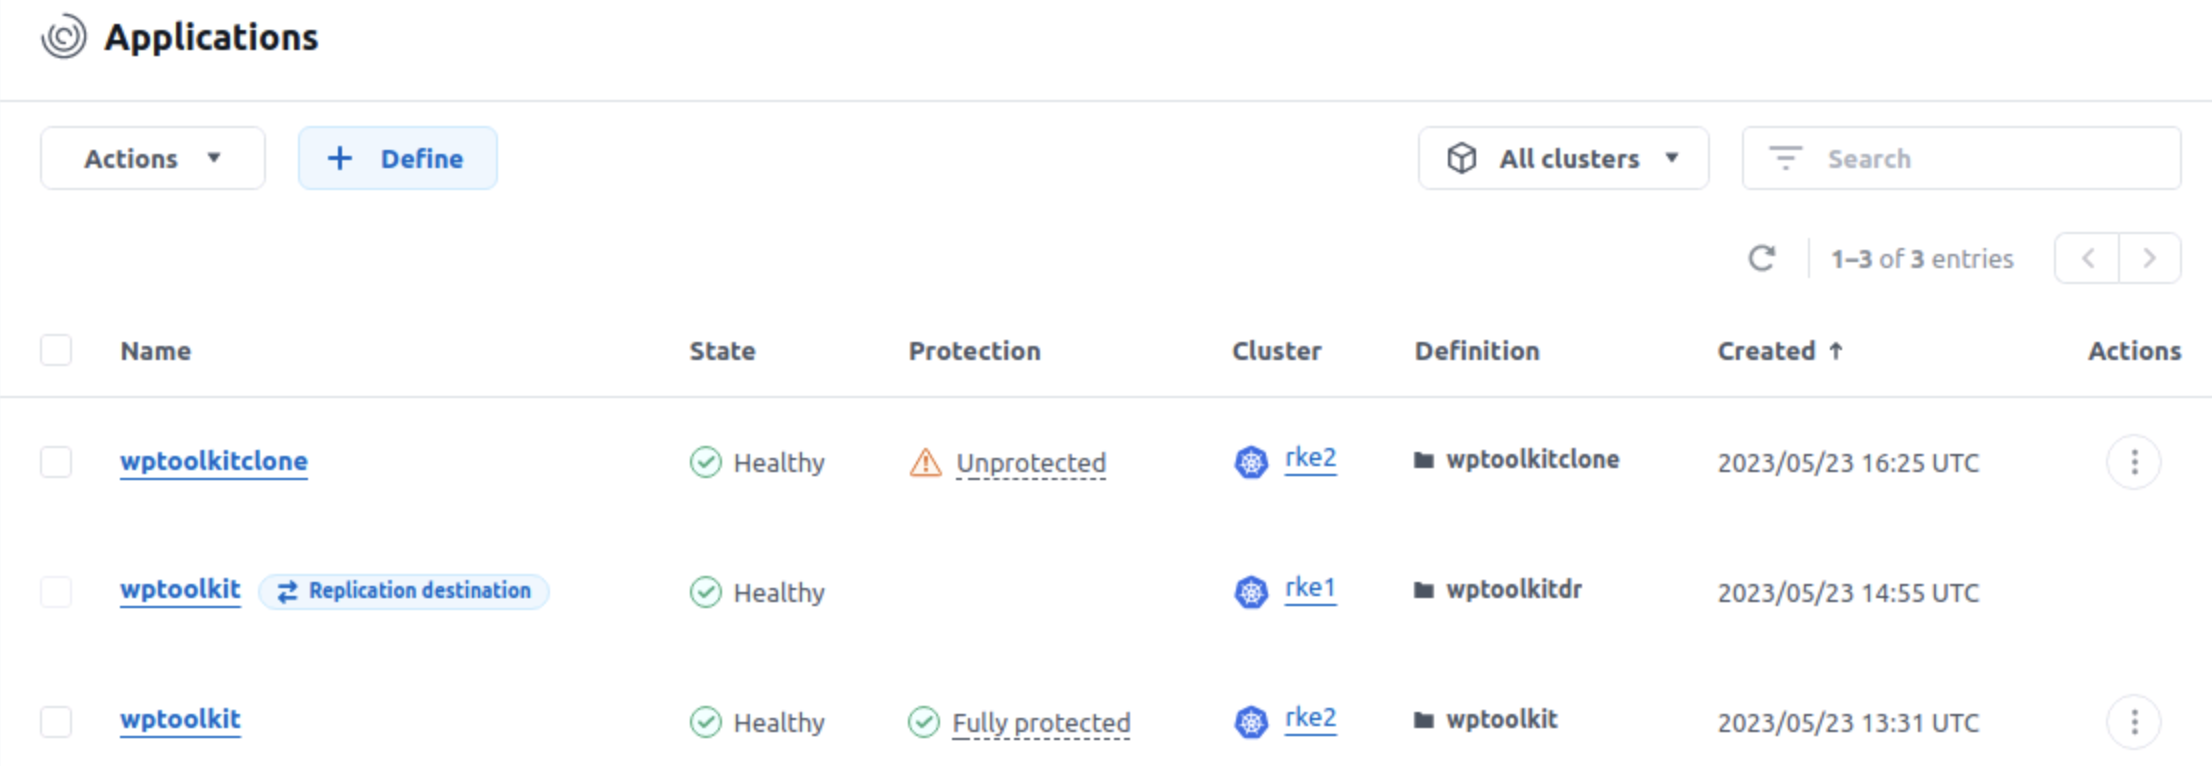 Applications
Actions Define All clusters Search
1–3 of 3 entries
Name State Protection Cluster Definition Created ↑ Actions
wptoolkitclone Healthy Unprotected rke2 wptoolkitclone 2023/05/23 16:25 UTC
wptoolkit Replication destination Healthy rke1 wptoolkitdr 2023/05/23 14:55 UTC
wptoolkit Healthy Fully protected rke2 wptoolkit 2023/05/23 13:31 UTC